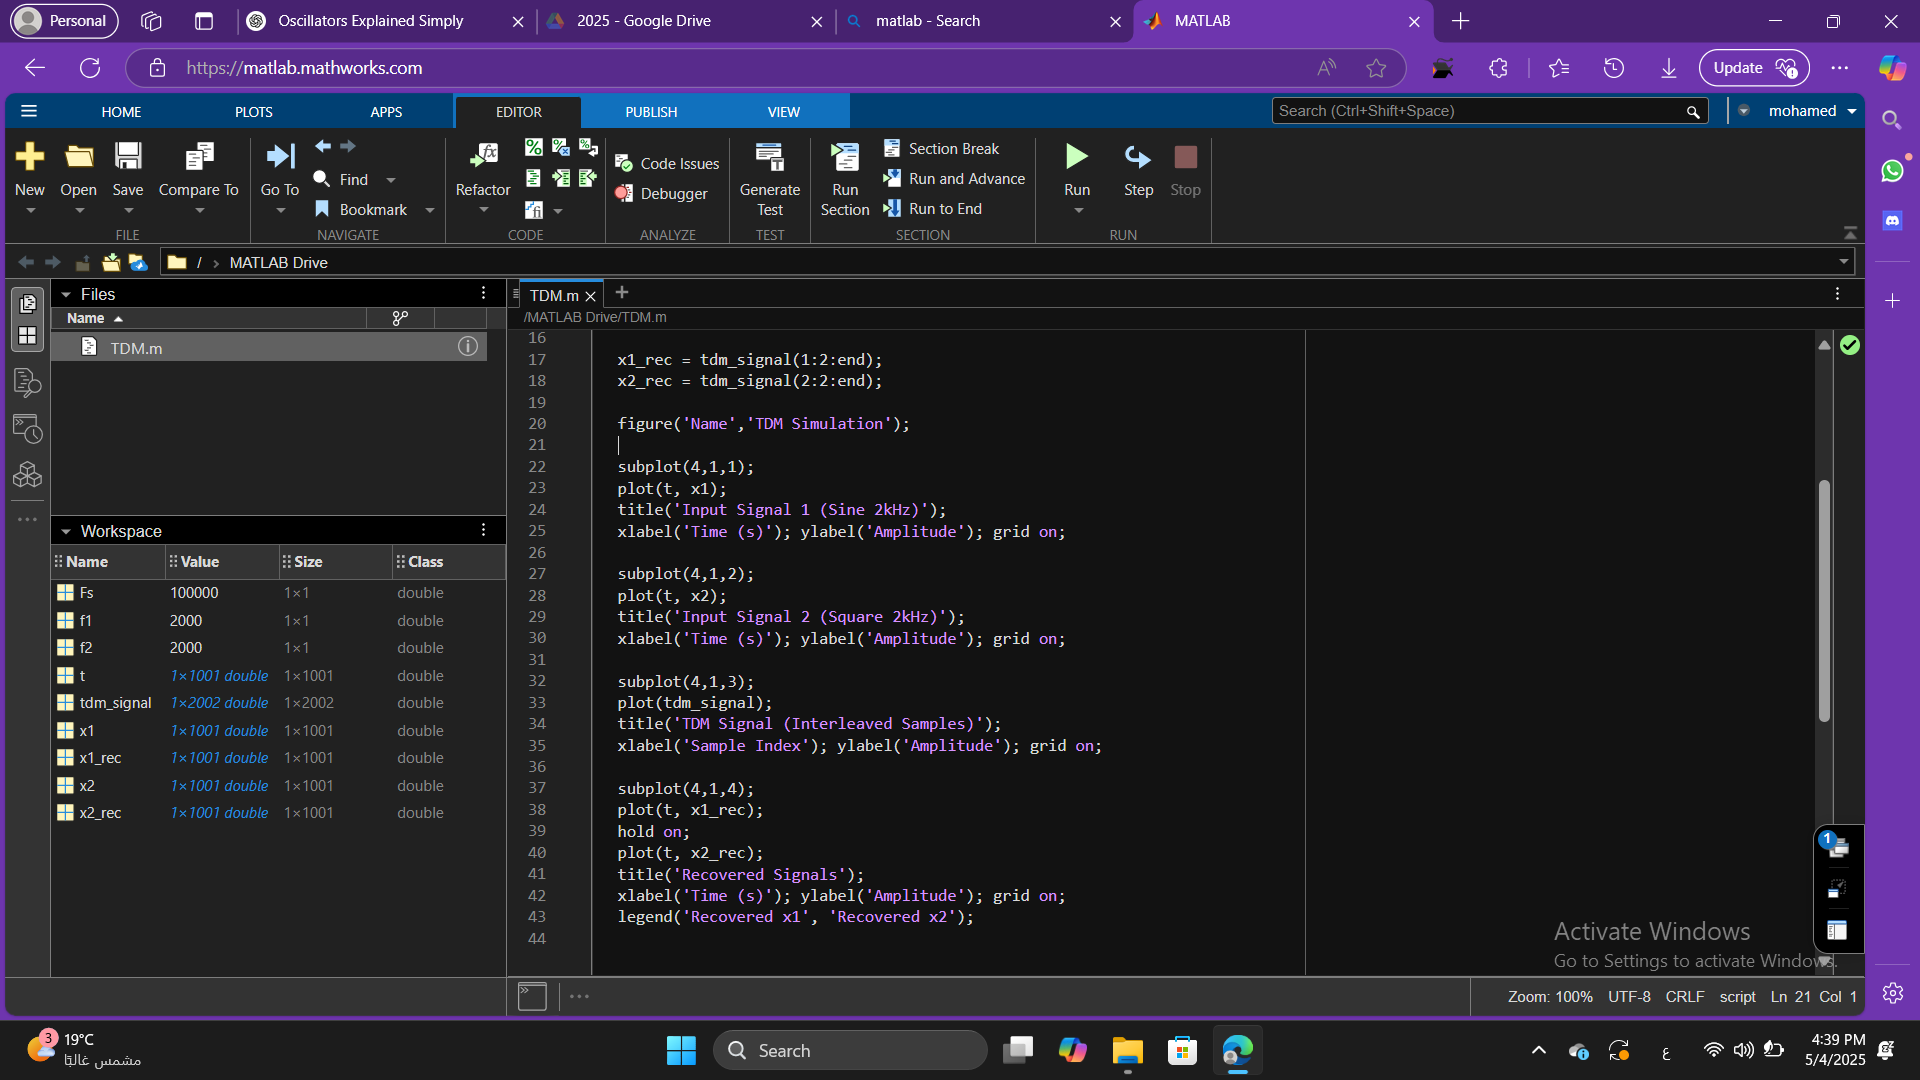 Personal
Oscillators Explained Simply
2025 - Google Drive
matlab - Search
MATLAB
https://matlab.mathworks.com
Update
HOME PLOTS APPS EDITOR PUBLISH VIEW
Search (Ctrl+Shift+Space)
mohamed
New
Open
Save
Compare To
FILE
Go To
Find
Bookmark
NAVIGATE
Refactor
CODE
Code Issues
Debugger
ANALYZE
Generate
Test
TEST
Run
Section
Section Break
Run and Advance
Run to End
SECTION
Run
Step
Stop
RUN
/ › MATLAB Drive
Files
Name
TDM.m
Workspace
Name Value Size Class
Fs 100000 1×1 double
f1 2000 1×1 double
f2 2000 1×1 double
t 1×1001 double 1×1001 double
tdm_signal 1×2002 double 1×2002 double
x1 1×1001 double 1×1001 double
x1_rec 1×1001 double 1×1001 double
x2 1×1001 double 1×1001 double
x2_rec 1×1001 double 1×1001 double
TDM.m
/MATLAB Drive/TDM.m
16
17 x1_rec = tdm_signal(1:2:end);
18 x2_rec = tdm_signal(2:2:end);
19
20 figure('Name','TDM Simulation');
21
22 subplot(4,1,1);
23 plot(t, x1);
24 title('Input Signal 1 (Sine 2kHz)');
25 xlabel('Time (s)'); ylabel('Amplitude'); grid on;
26
27 subplot(4,1,2);
28 plot(t, x2);
29 title('Input Signal 2 (Square 2kHz)');
30 xlabel('Time (s)'); ylabel('Amplitude'); grid on;
31
32 subplot(4,1,3);
33 plot(tdm_signal);
34 title('TDM Signal (Interleaved Samples)');
35 xlabel('Sample Index'); ylabel('Amplitude'); grid on;
36
37 subplot(4,1,4);
38 plot(t, x1_rec);
39 hold on;
40 plot(t, x2_rec);
41 title('Recovered Signals');
42 xlabel('Time (s)'); ylabel('Amplitude'); grid on;
43 legend('Recovered x1', 'Recovered x2');
44
1
Activate Windows
Go to Settings to activate Windows.
Zoom: 100% UTF-8 CRLF script Ln 21 Col 1
3
19°C
مشمس غالبًا
Search
ع
4:39 PM
5/4/2025